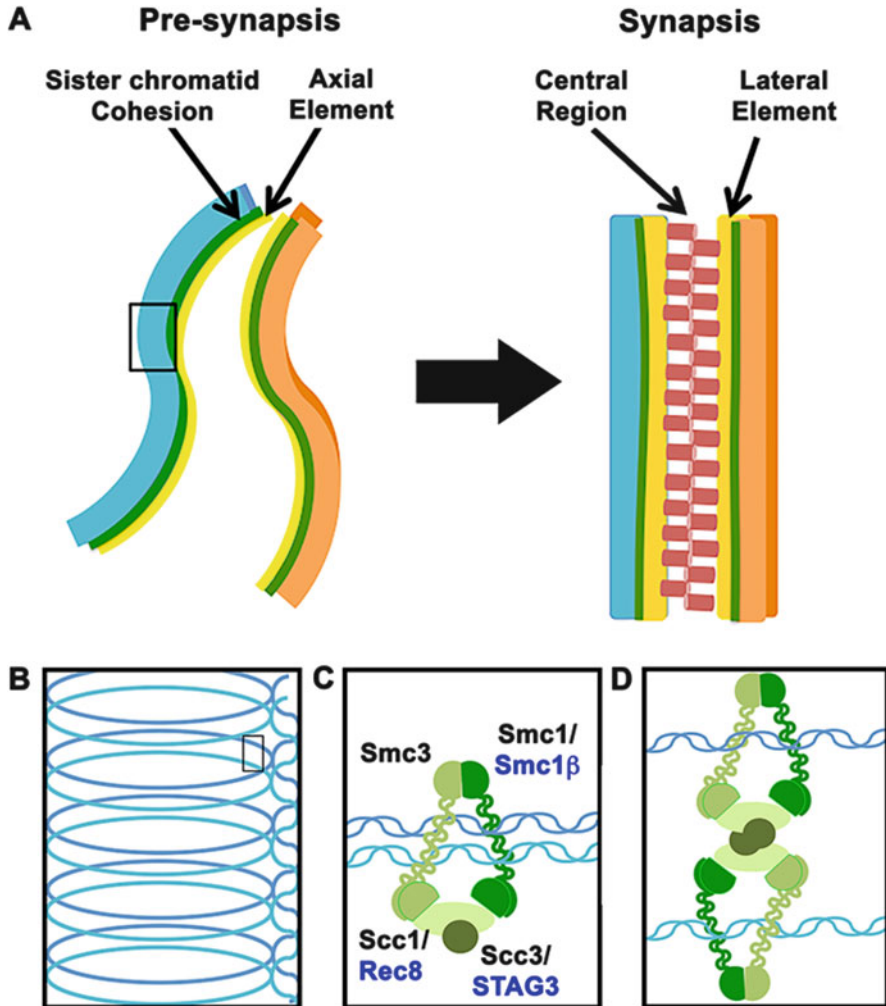 A
Pre-synapsis
Synapsis
Sister chromatid
Cohesion
Axial
Element
Central
Region
Lateral
Element
B
C
Smc3
Smc1/
Smc1β
Scc1/
Rec8
Scc3/
STAG3
D